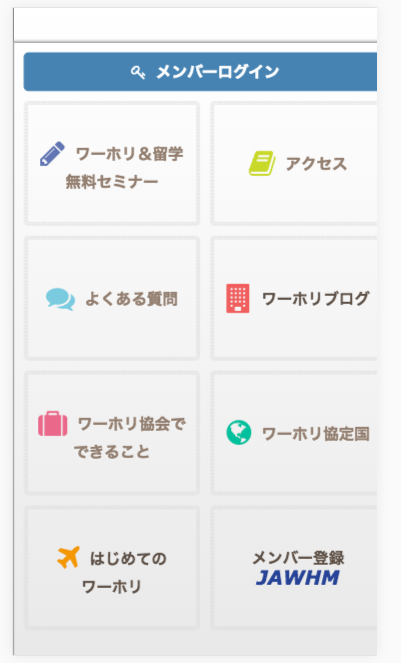 メンバーログイン
ワーホリ＆留学
無料セミナー
アクセス
よくある質問
ワーホリブログ
ワーホリ協会で
できること
ワーホリ協定国
はじめての
ワーホリ
メンバー登録
JAWHM